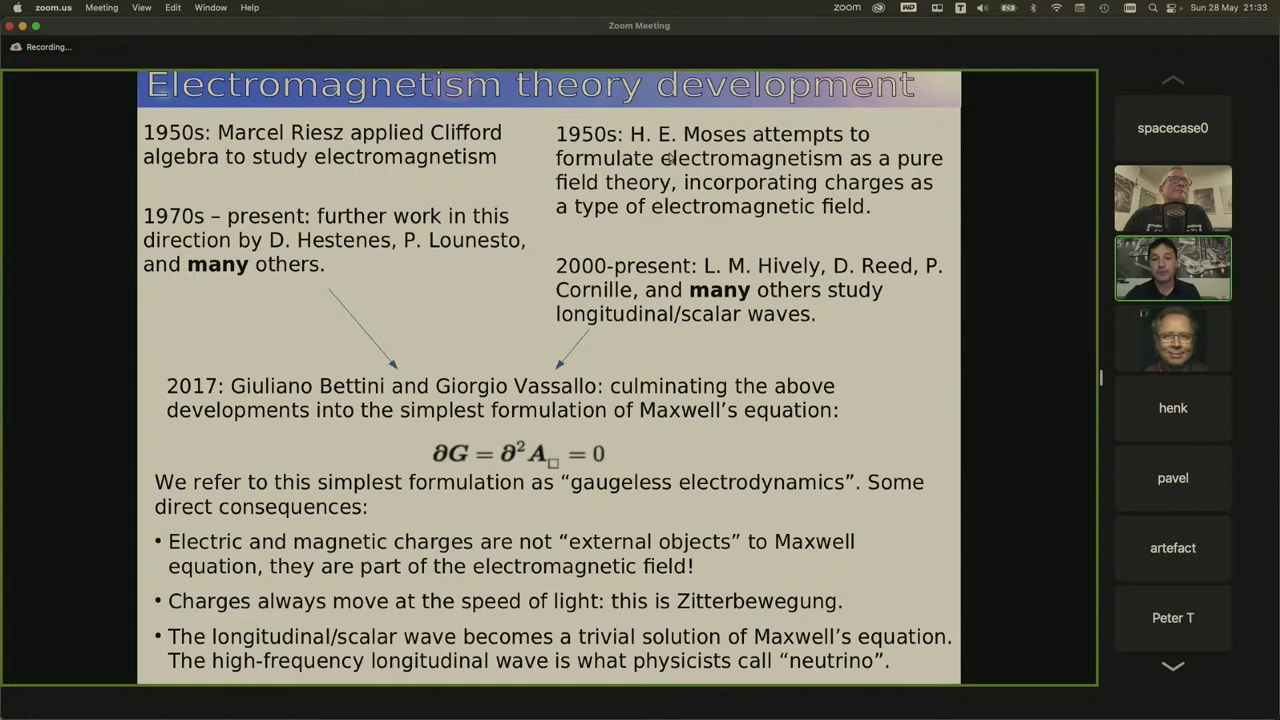 zoom.us Meeting View Edit Window Help
zoom
Sun 28 May 21:33
Zoom Meeting
Recording...
Electromagnetism theory development
1950s: Marcel Riesz applied Clifford
algebra to study electromagnetism
1970s – present: further work in this
direction by D. Hestenes, P. Lounesto,
and many others.
1950s: H. E. Moses attempts to
formulate electromagnetism as a pure
field theory, incorporating charges as
a type of electromagnetic field.
2000-present: L. M. Hively, D. Reed, P.
Cornille, and many others study
longitudinal/scalar waves.
2017: Giuliano Bettini and Giorgio Vassallo: culminating the above
developments into the simplest formulation of Maxwell’s equation:
∂G = ∂²A□ = 0
We refer to this simplest formulation as “gaugeless electrodynamics”. Some
direct consequences:
• Electric and magnetic charges are not “external objects” to Maxwell
equation, they are part of the electromagnetic field!
• Charges always move at the speed of light: this is Zitterbewegung.
• The longitudinal/scalar wave becomes a trivial solution of Maxwell’s equation.
The high-frequency longitudinal wave is what physicists call “neutrino”.
spacecase0
henk
pavel
artefact
Peter T